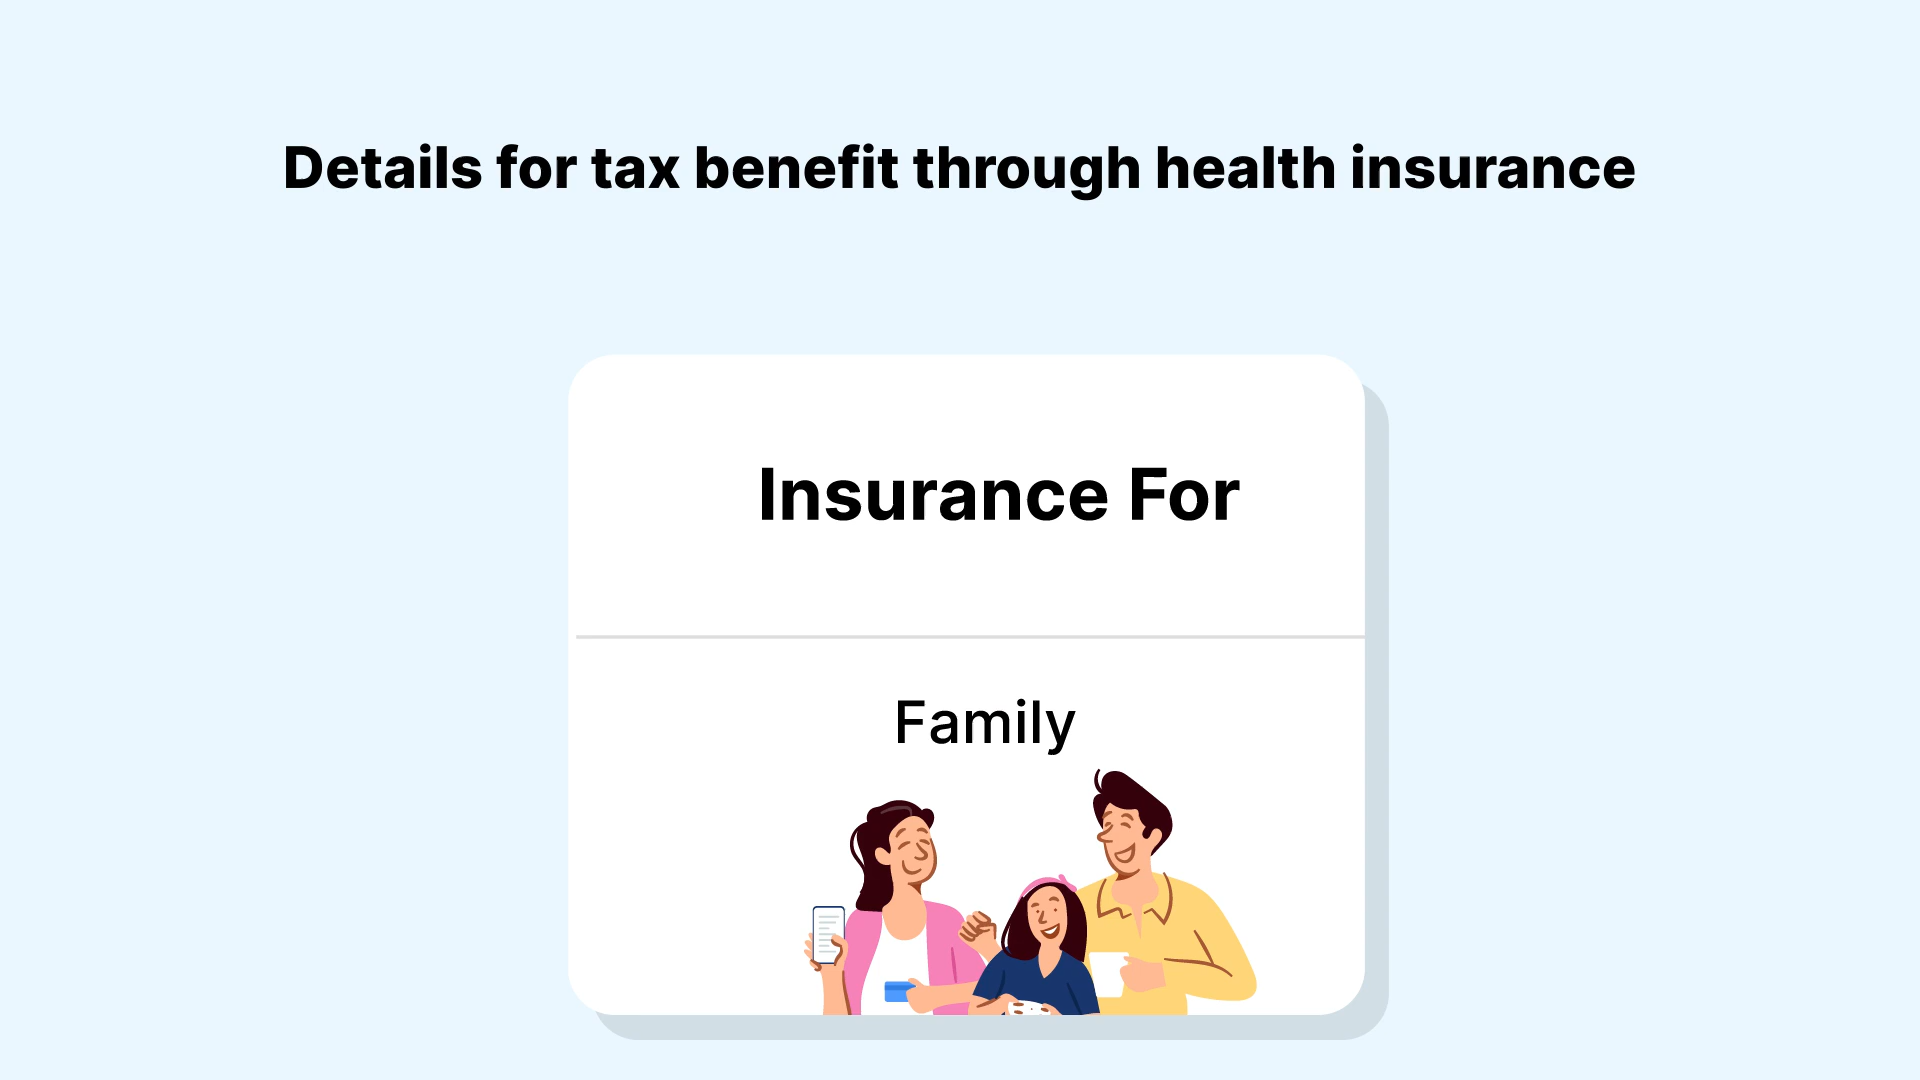 Details for tax benefit through health insurance
Insurance For
Family